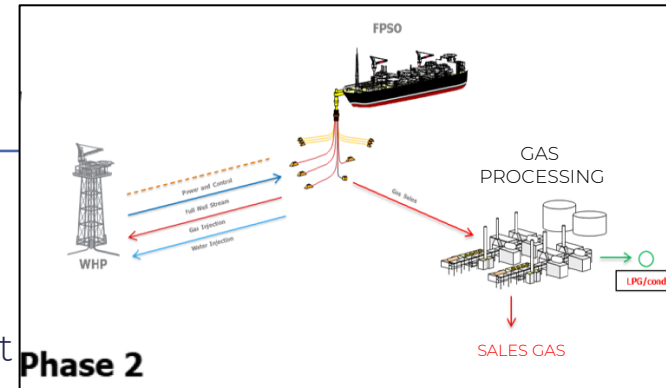 FPSO
GAS
PROCESSING
Power and Control
Full Well Stream
Gas Injection
Water Injection
Gas Sales
WHP
LPG/cond
SALES GAS
t
Phase 2